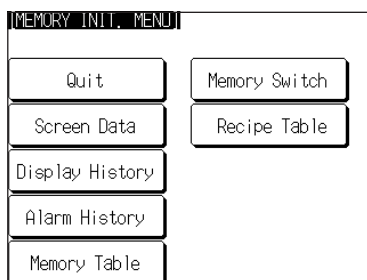 MEMORY INIT. MENU
Quit
Memory Switch
Screen Data
Recipe Table
Display History
Alarm History
Memory Table